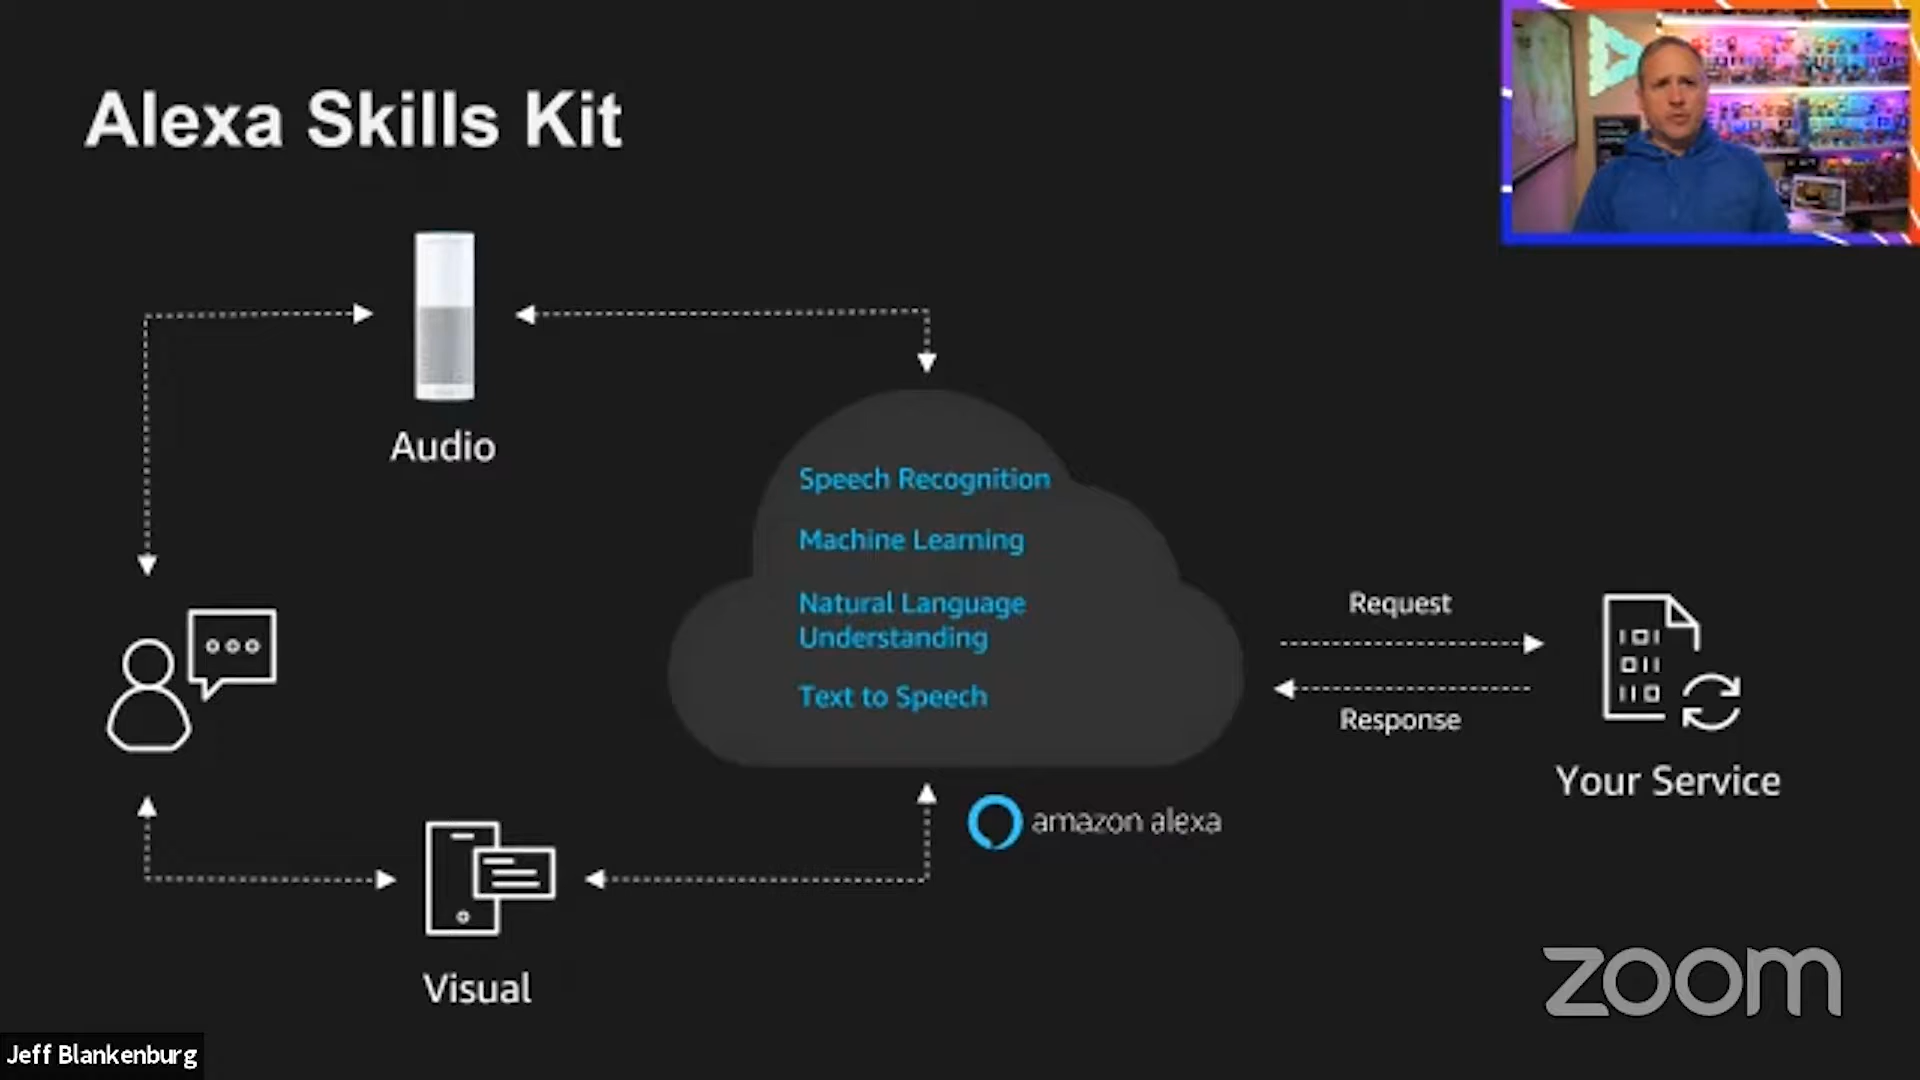 Alexa Skills Kit
Audio
Speech Recognition
Machine Learning
Natural Language
Understanding
Text to Speech
Request
Response
Your Service
amazon alexa
Visual
zoom
Jeff Blankenburg